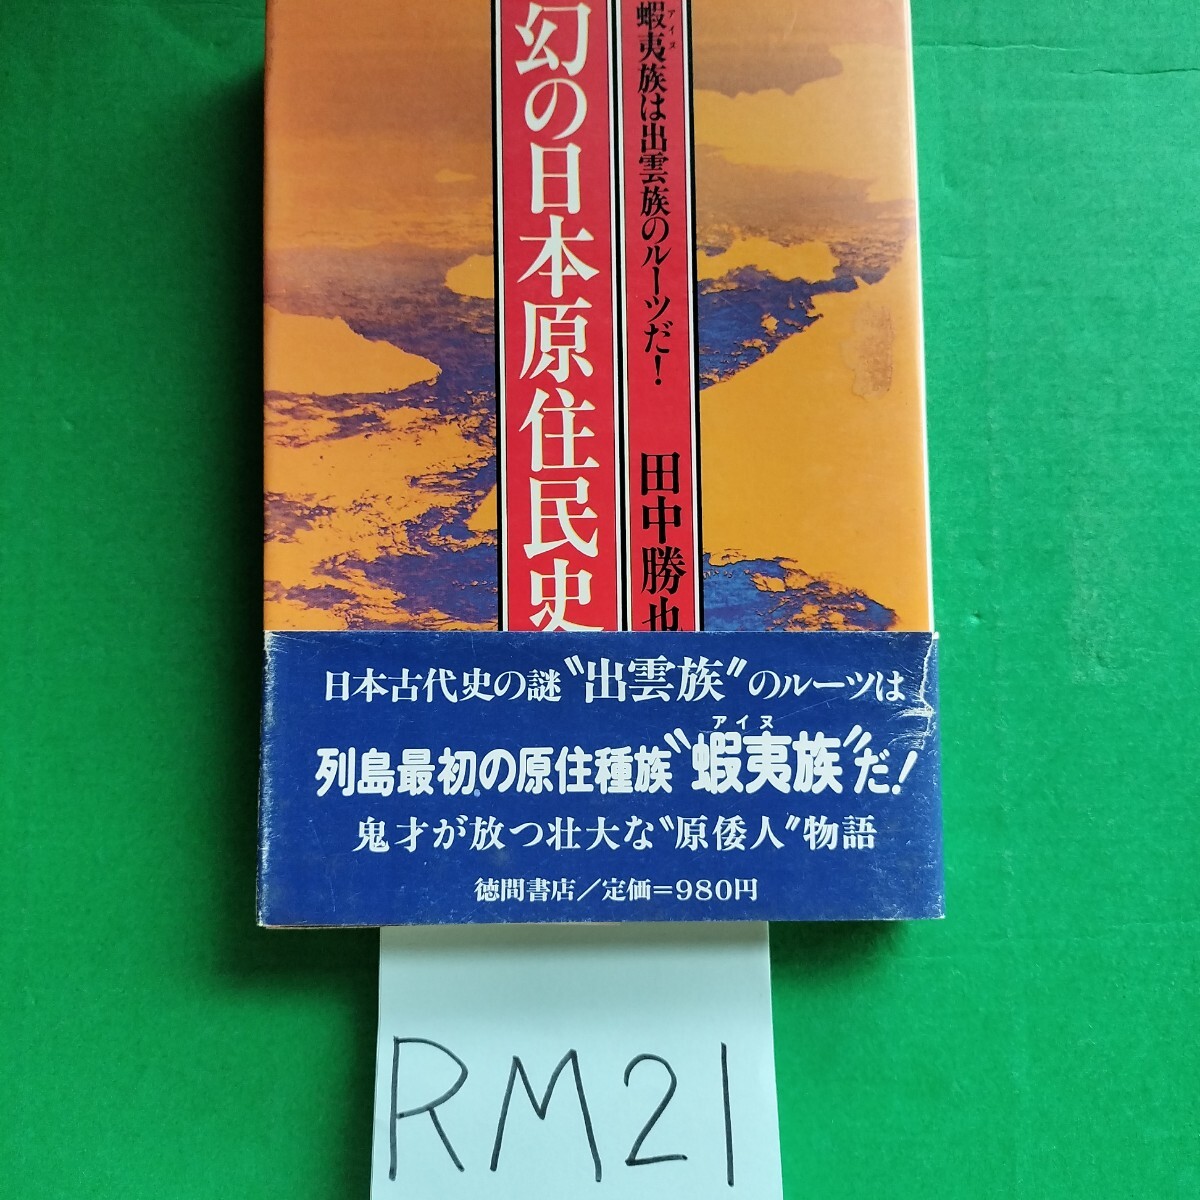 蝦夷族は出雲族のルーツだ!
アイヌ
幻の日本原住民史
田中勝也
日本古代史の謎〝出雲族〟のルーツは
アイヌ
列島最初の原住種族〝蝦夷族〟だ!
鬼才が放つ壮大な〝原倭人〟物語
徳間書店/定価=980円
RM21